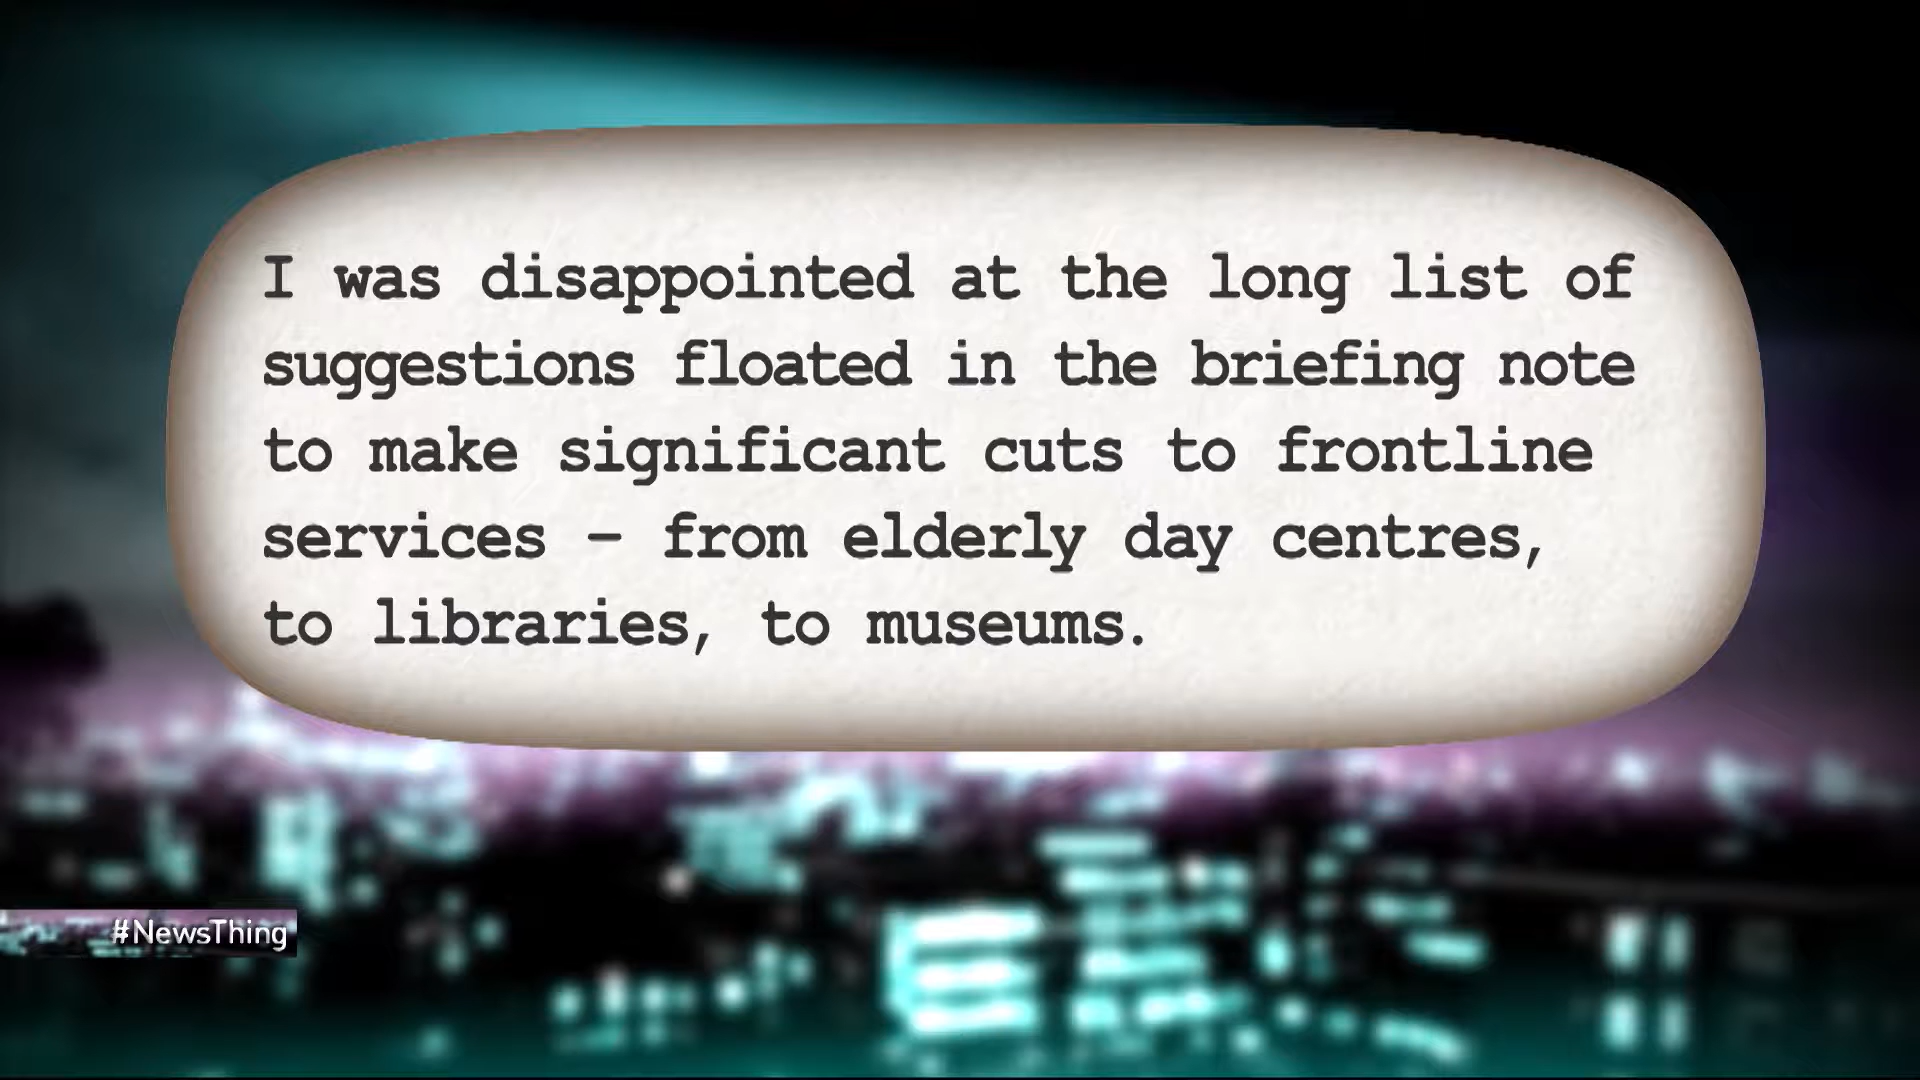 I was disappointed at the long list of
suggestions floated in the briefing note
to make significant cuts to frontline
services – from elderly day centres,
to libraries, to museums.
#NewsThing